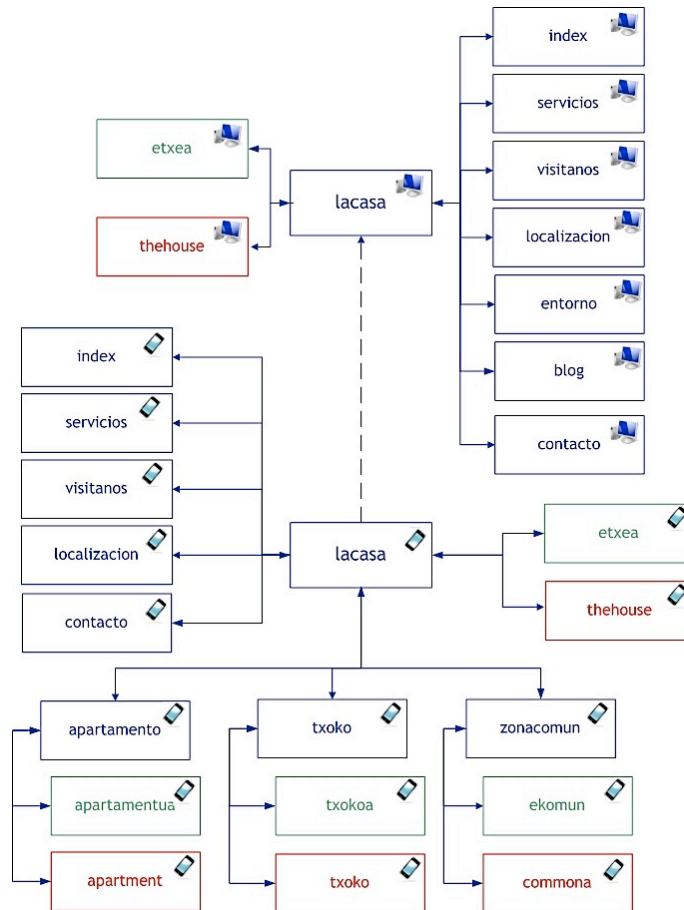 index
servicios
etxea
visitanos
lacasa
thehouse
localizacion
entorno
index
blog
servicios
contacto
visitanos
localizacion
lacasa
etxea
contacto
thehouse
apartamento
txoko
zonacomun
apartamentua
txokoa
ekomun
apartment
txoko
commona